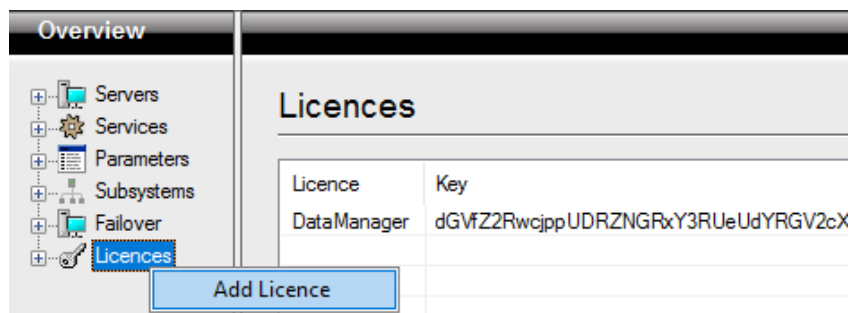 Overview
Servers
Services
Parameters
Subsystems
Failover
Licences
Add Licence
Licences
Licence Key
DataManager dGVfZ2RwcjppUDRZNGRxY3RUeUdYRGV2cX